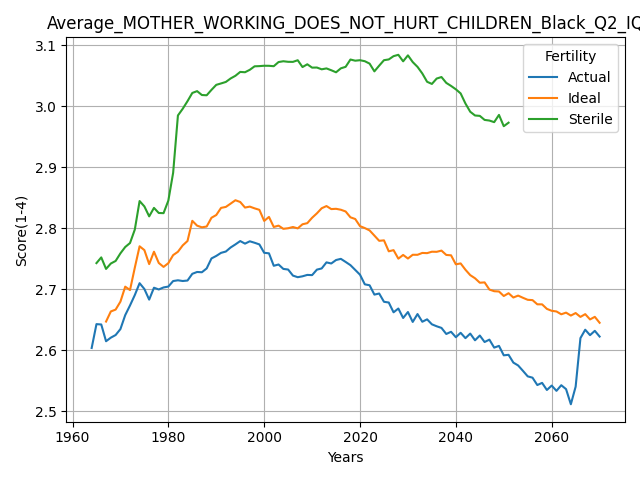 Average_MOTHER_WORKING_DOES_NOT_HURT_CHILDREN_Black_Q2_IQ
Fertility
Actual
Ideal
Sterile
Score(1-4)
3.1
3.0
2.9
2.8
2.7
2.6
2.5
1960 1980 2000 2020 2040 2060
Years